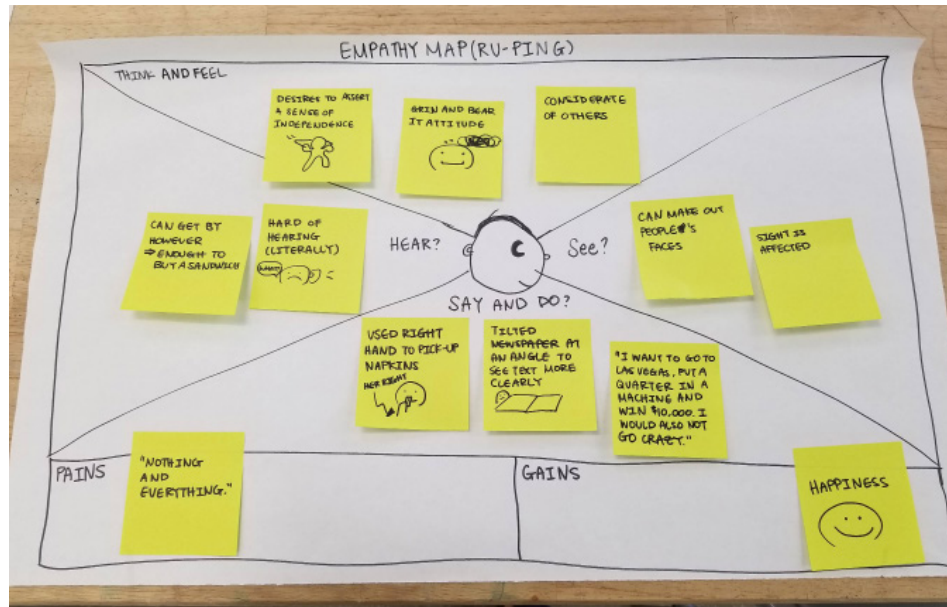 EMPATHY MAP (RU-PING)
THINK AND FEEL
DESIRES TO ASSERT
A SENSE OF
INDEPENDENCE
GRIN AND BEAR
IT ATTITUDE
CONSIDERATE
OF OTHERS
CAN GET BY
HOWEVER
⇒ ENOUGH TO
BUY A SANDWICH
HARD OF
HEARING
(LITERALLY)
WHAT?
HEAR?
See?
CAN MAKE OUT
PEOPLE'S
FACES
SIGHT IS
AFFECTED
SAY AND DO?
USED RIGHT
HAND TO PICK-UP
NAPKINS
HER RIGHT
TILTED
NEWSPAPER AT
AN ANGLE TO
SEE TEXT MORE
CLEARLY
"I WANT TO GO TO
LAS VEGAS, PUT A
QUARTER IN A
MACHINE AND
WIN $10,000. I
WOULD ALSO NOT
GO CRAZY."
PAINS
"NOTHING
AND
EVERYTHING."
GAINS
HAPPINESS